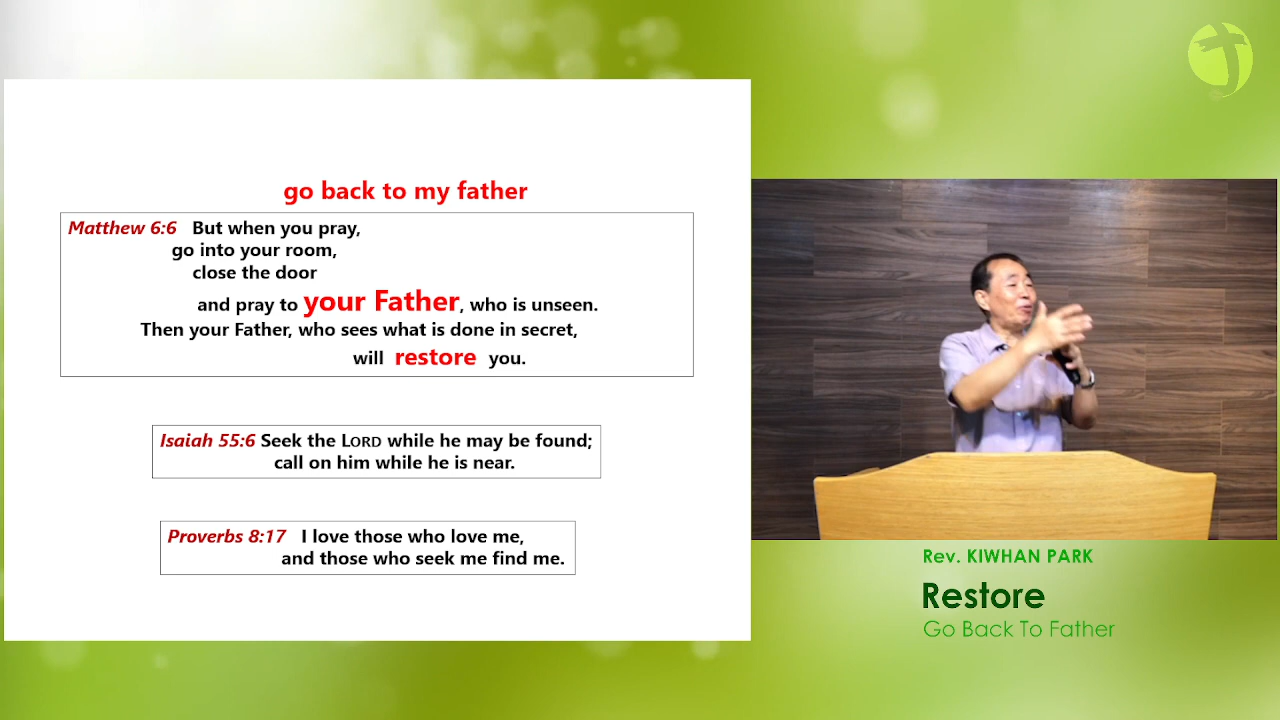 go back to my father
Matthew 6:6 But when you pray,
go into your room,
close the door
and pray to your Father, who is unseen.
Then your Father, who sees what is done in secret,
will restore you.
Isaiah 55:6 Seek the LORD while he may be found;
call on him while he is near.
Proverbs 8:17 I love those who love me,
and those who seek me find me.
Rev. KIWHAN PARK
Restore
Go Back To Father